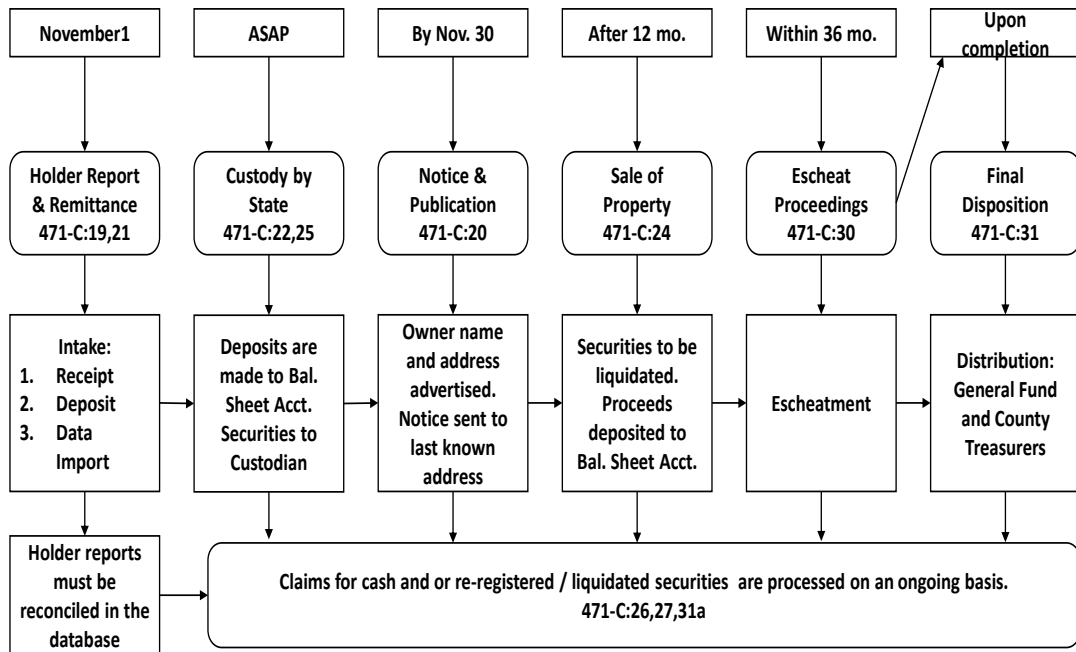 November1
ASAP
By Nov. 30
After 12 mo.
Within 36 mo.
Upon
completion
Holder Report
& Remittance
471-C:19,21
Custody by
State
471-C:22,25
Notice &
Publication
471-C:20
Sale of
Property
471-C:24
Escheat
Proceedings
471-C:30
Final
Disposition
471-C:31
Intake:
1. Receipt
2. Deposit
3. Data
Import
Deposits are
made to Bal.
Sheet Acct.
Securities to
Custodian
Owner name
and address
advertised.
Notice sent to
last known
address
Securities to be
liquidated.
Proceeds
deposited to
Bal. Sheet Acct.
Escheatment
Distribution:
General Fund
and County
Treasurers
Holder reports
must be
reconciled in the
database
Claims for cash and or re-registered / liquidated securities are processed on an ongoing basis.
471-C:26,27,31a